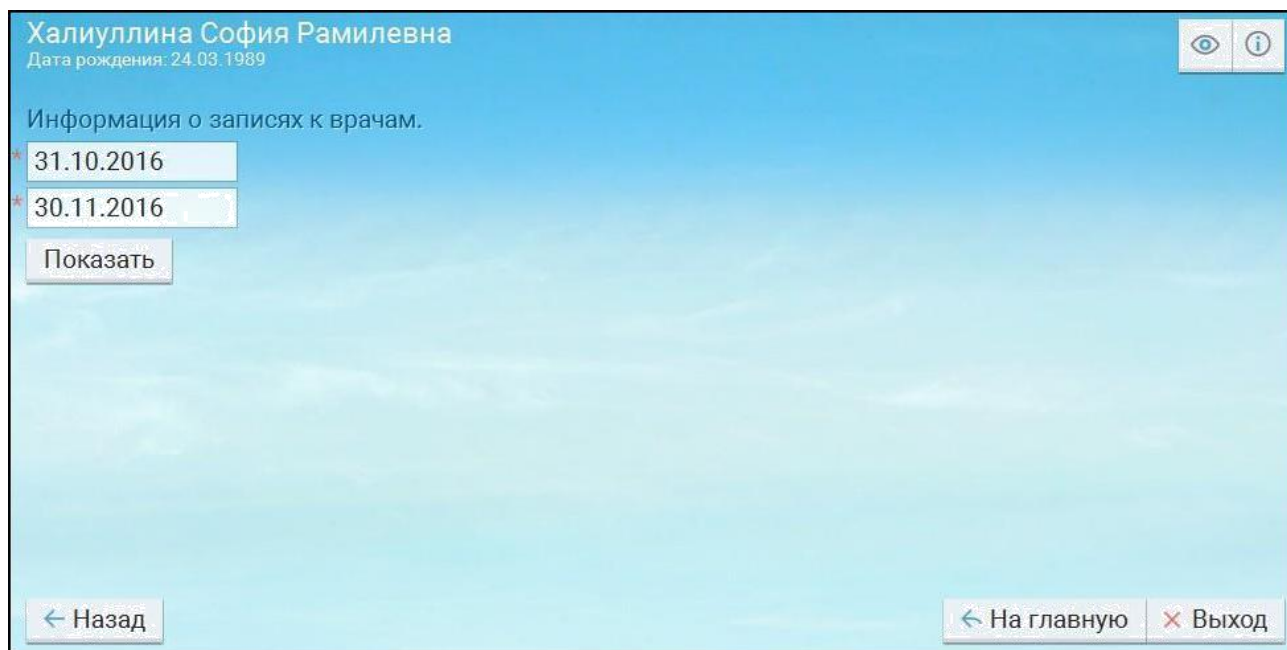 Халиуллина София Рамилевна
Дата рождения: 24.03.1989
Информация о записях к врачам.
* 31.10.2016
* 30.11.2016
Показать
Назад
На главную
Выход